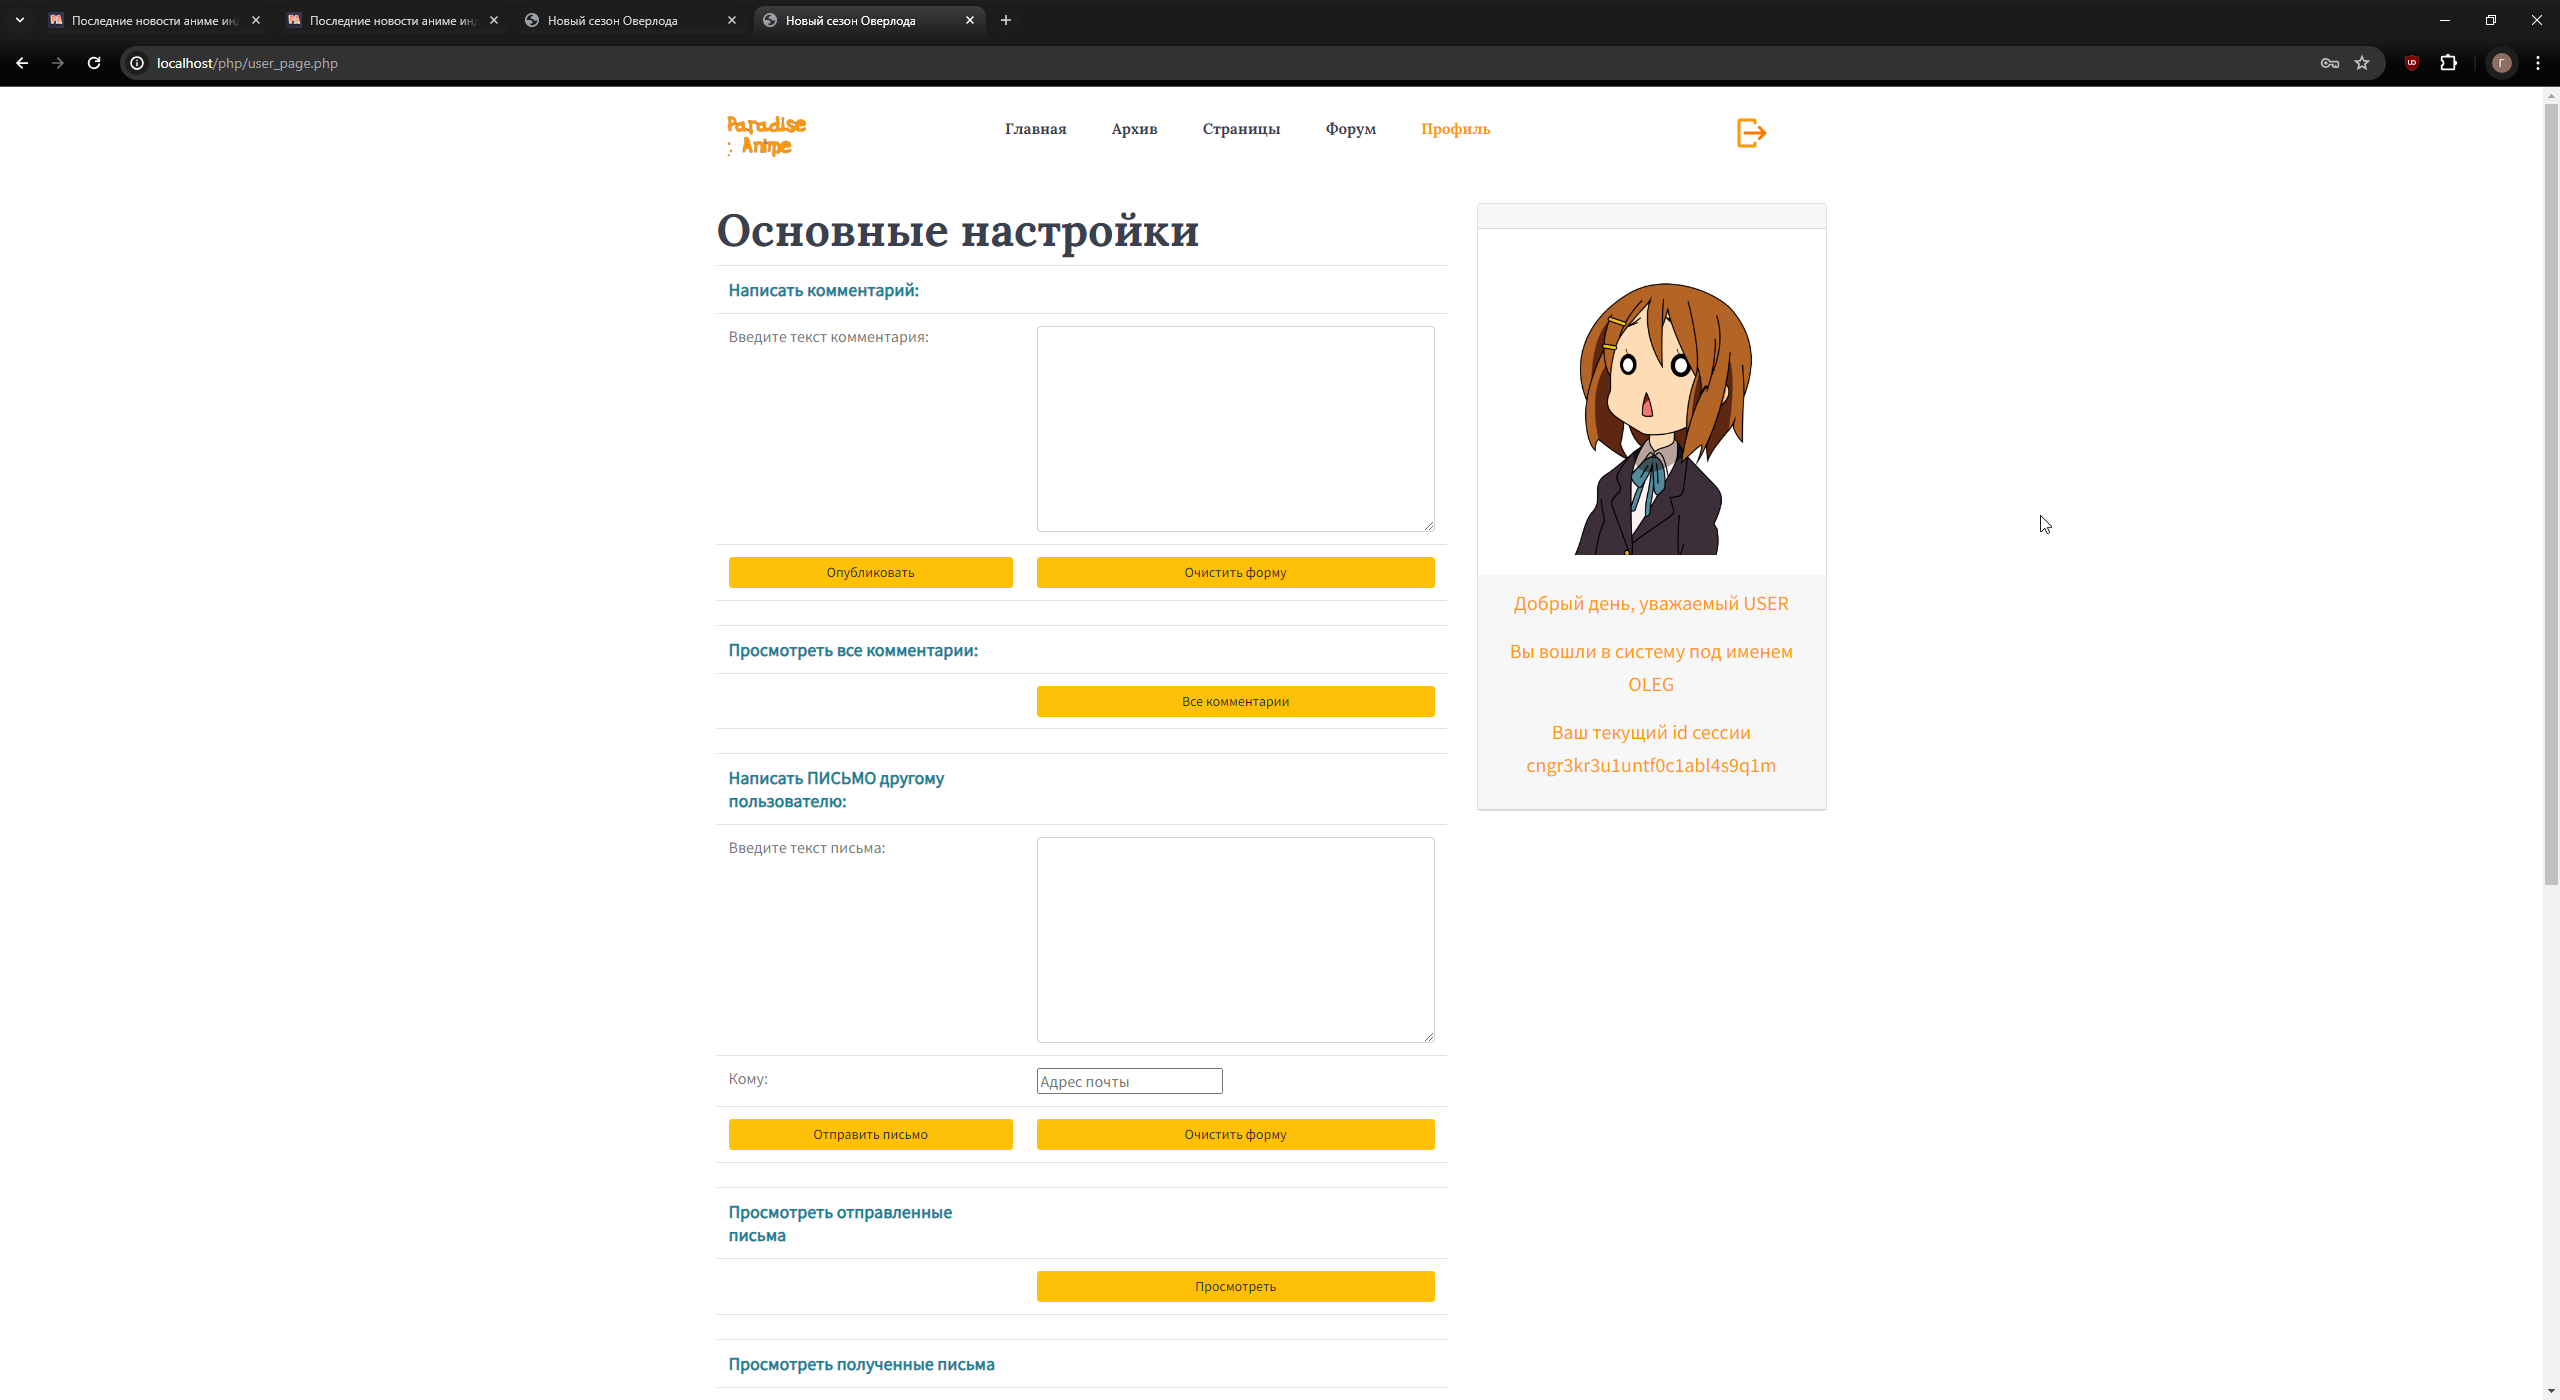 Последние новости аниме инд
Последние новости аниме инд
Новый сезон Оверлода
Новый сезон Оверлода
localhost/php/user_page.php
Г
Paradise
Anime
Главная
Архив
Страницы
Форум
Профиль
Основные настройки
Написать комментарий:
Введите текст комментария:
Опубликовать
Очистить форму
Просмотреть все комментарии:
Все комментарии
Написать ПИСЬМО другому
пользователю:
Введите текст письма:
Кому:
Адрес почты
Отправить письмо
Очистить форму
Просмотреть отправленные
письма
Просмотреть
Просмотреть полученные письма
Добрый день, уважаемый USER
Вы вошли в систему под именем
OLEG
Ваш текущий id сессии
cngr3kr3u1untf0c1abl4s9q1m